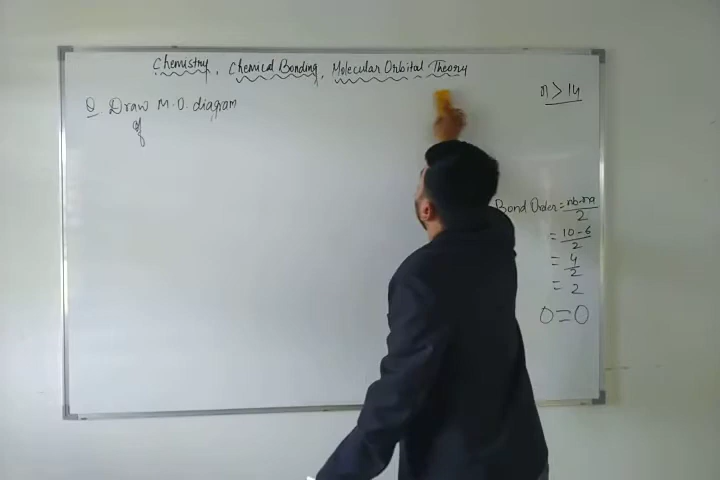 Chemistry, Chemical Bonding, Molecular Orbital Theory
Q. Draw M.O. diagram
of
n > 14
Bond Order = nb-na/2
= 10-6/2
= 4/2
= 2
O=O